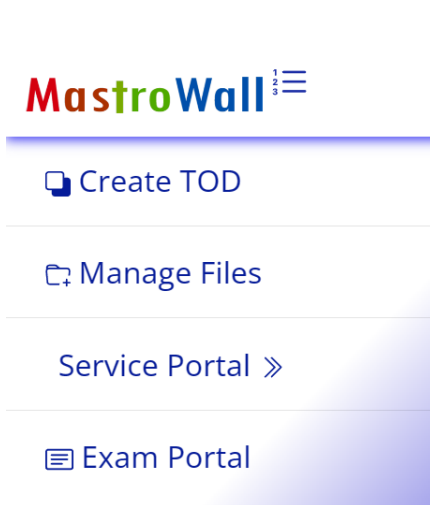 MastroWall
Create TOD
Manage Files
Service Portal
Exam Portal